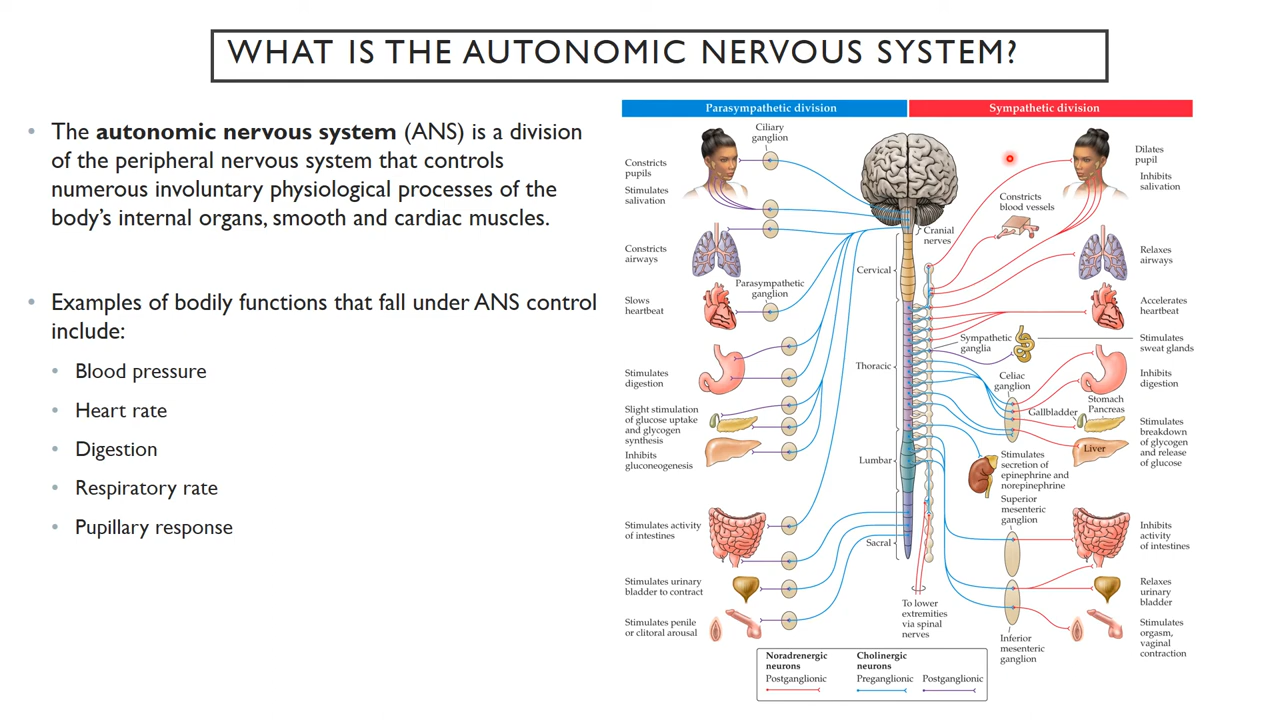 WHAT IS THE AUTONOMIC NERVOUS SYSTEM?
• The autonomic nervous system (ANS) is a division
of the peripheral nervous system that controls
numerous involuntary physiological processes of the
body's internal organs, smooth and cardiac muscles.
• Examples of bodily functions that fall under ANS control
include:
• Blood pressure
• Heart rate
• Digestion
• Respiratory rate
• Pupillary response
Parasympathetic division
Constricts
pupils
Stimulates
salivation
Constricts
airways
Slows
heartbeat
Stimulates
digestion
Slight stimulation
of glucose uptake
and glycogen
synthesis
Inhibits
gluconeogenesis
Stimulates activity
of intestines
Stimulates urinary
bladder to contract
Stimulates penile
or clitoral arousal
Ciliary
ganglion
Parasympathetic
ganglion
Cranial
nerves
Cervical
Thoracic
Lumbar
Sacral
To lower
extremities
via spinal
nerves
Sympathetic division
Constricts
blood vessels
Sympathetic
ganglia
Celiac
ganglion
Gallbladder
Stomach
Pancreas
Liver
Stimulates
secretion of
epinephrine and
norepinephrine
Superior
mesenteric
ganglion
Inferior
mesenteric
ganglion
Dilates
pupil
Inhibits
salivation
Relaxes
airways
Accelerates
heartbeat
Stimulates
sweat glands
Inhibits
digestion
Stimulates
breakdown
of glycogen
and release
of glucose
Inhibits
activity
of intestines
Relaxes
urinary
bladder
Stimulates
orgasm,
vaginal
contraction
Noradrenergic
neurons
Postganglionic
Cholinergic
neurons
Preganglionic
Postganglionic